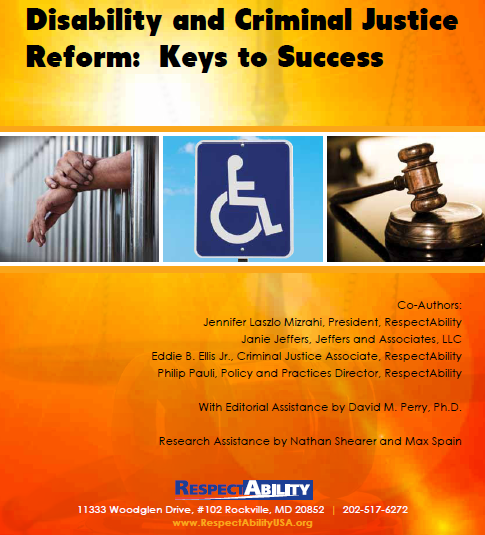 Disability and Criminal Justice
Reform:  Keys to Success
Co-Authors:
Jennifer Laszlo Mizrahi, President, RespectAbility
Janie Jeffers, Jeffers and Associates, LLC
Eddie B. Ellis Jr., Criminal Justice Associate, RespectAbility
Philip Pauli, Policy and Practices Director, RespectAbility
With Editorial Assistance by David M. Perry, Ph.D.
Research Assistance by Nathan Shearer and Max Spain
RESPECTABILITY
11333 Woodglen Drive, #102 Rockville, MD 20852 | 202-517-6272
www.RespectAbilityUSA.org